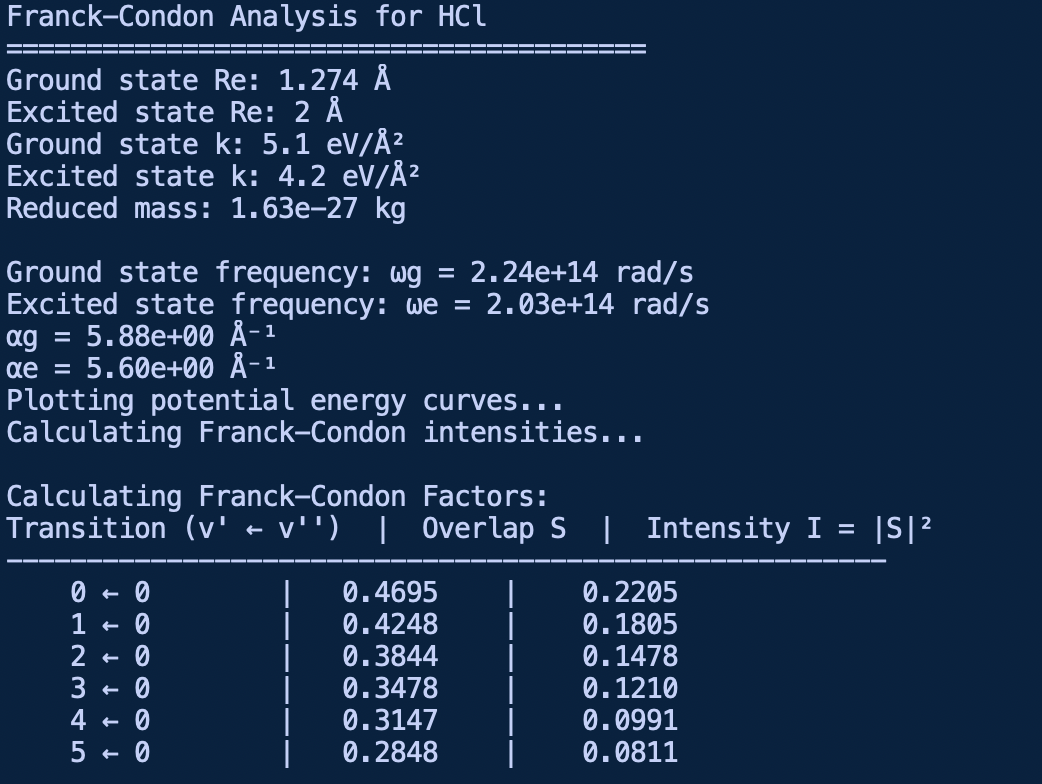 Franck-Condon Analysis for HCl
========================================
Ground state Re: 1.274 Å
Excited state Re: 2 Å
Ground state k: 5.1 eV/Å²
Excited state k: 4.2 eV/Å²
Reduced mass: 1.63e-27 kg
Ground state frequency: ωg = 2.24e+14 rad/s
Excited state frequency: ωe = 2.03e+14 rad/s
αg = 5.88e+00 Å⁻¹
αe = 5.60e+00 Å⁻¹
Plotting potential energy curves...
Calculating Franck-Condon intensities...
Calculating Franck-Condon Factors:
Transition (v' ← v'')  |  Overlap S  |  Intensity I = |S|²
-------------------------------------------------------
    0 ← 0        |   0.4695    |    0.2205
    1 ← 0        |   0.4248    |    0.1805
    2 ← 0        |   0.3844    |    0.1478
    3 ← 0        |   0.3478    |    0.1210
    4 ← 0        |   0.3147    |    0.0991
    5 ← 0        |   0.2848    |    0.0811